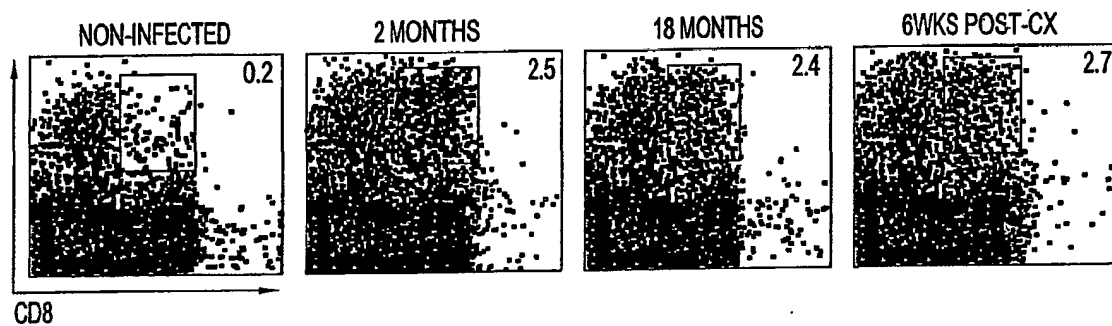 NON-INFECTED
2 MONTHS
18 MONTHS
6WKS POST-CX
0.2
2.5
2.4
2.7
CD8